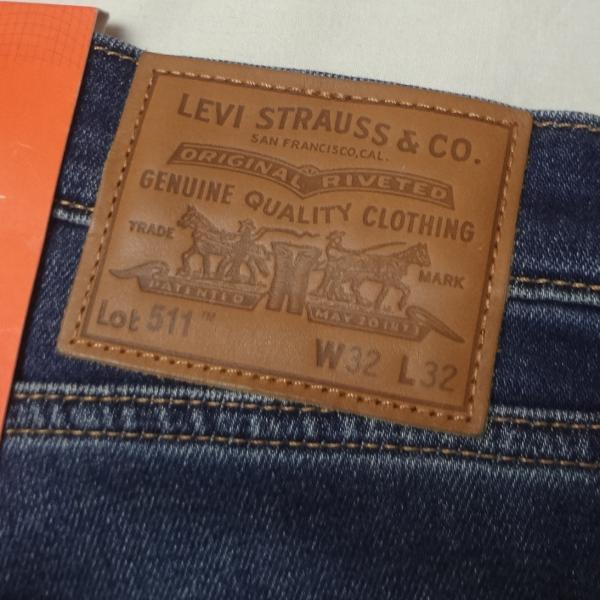 LEVI STRAUSS & CO.
SAN FRANCISCO, CAL.
ORIGINAL RIVETED
GENUINE QUALITY CLOTHING
TRADE MARK
PATENTED MAY 20 1873
Lot 511™
W32 L32